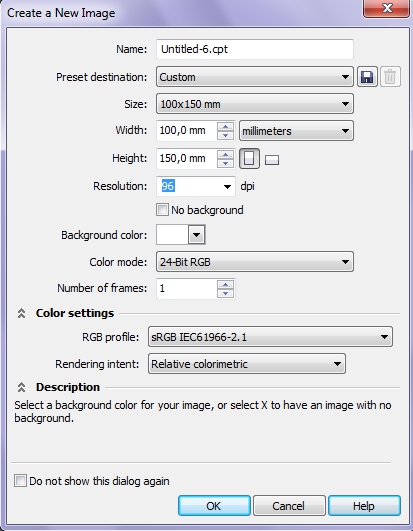 Create a New Image
Name: Untitled-6.cpt
Preset destination: Custom
Size: 100x150 mm
Width: 100,0 mm millimeters
Height: 150,0 mm
Resolution: 96 dpi
No background
Background color:
Color mode: 24-Bit RGB
Number of frames: 1
Color settings
RGB profile: sRGB IEC61966-2.1
Rendering intent: Relative colorimetric
Description
Select a background color for your image, or select X to have an image with no
background.
Do not show this dialog again
OK Cancel Help